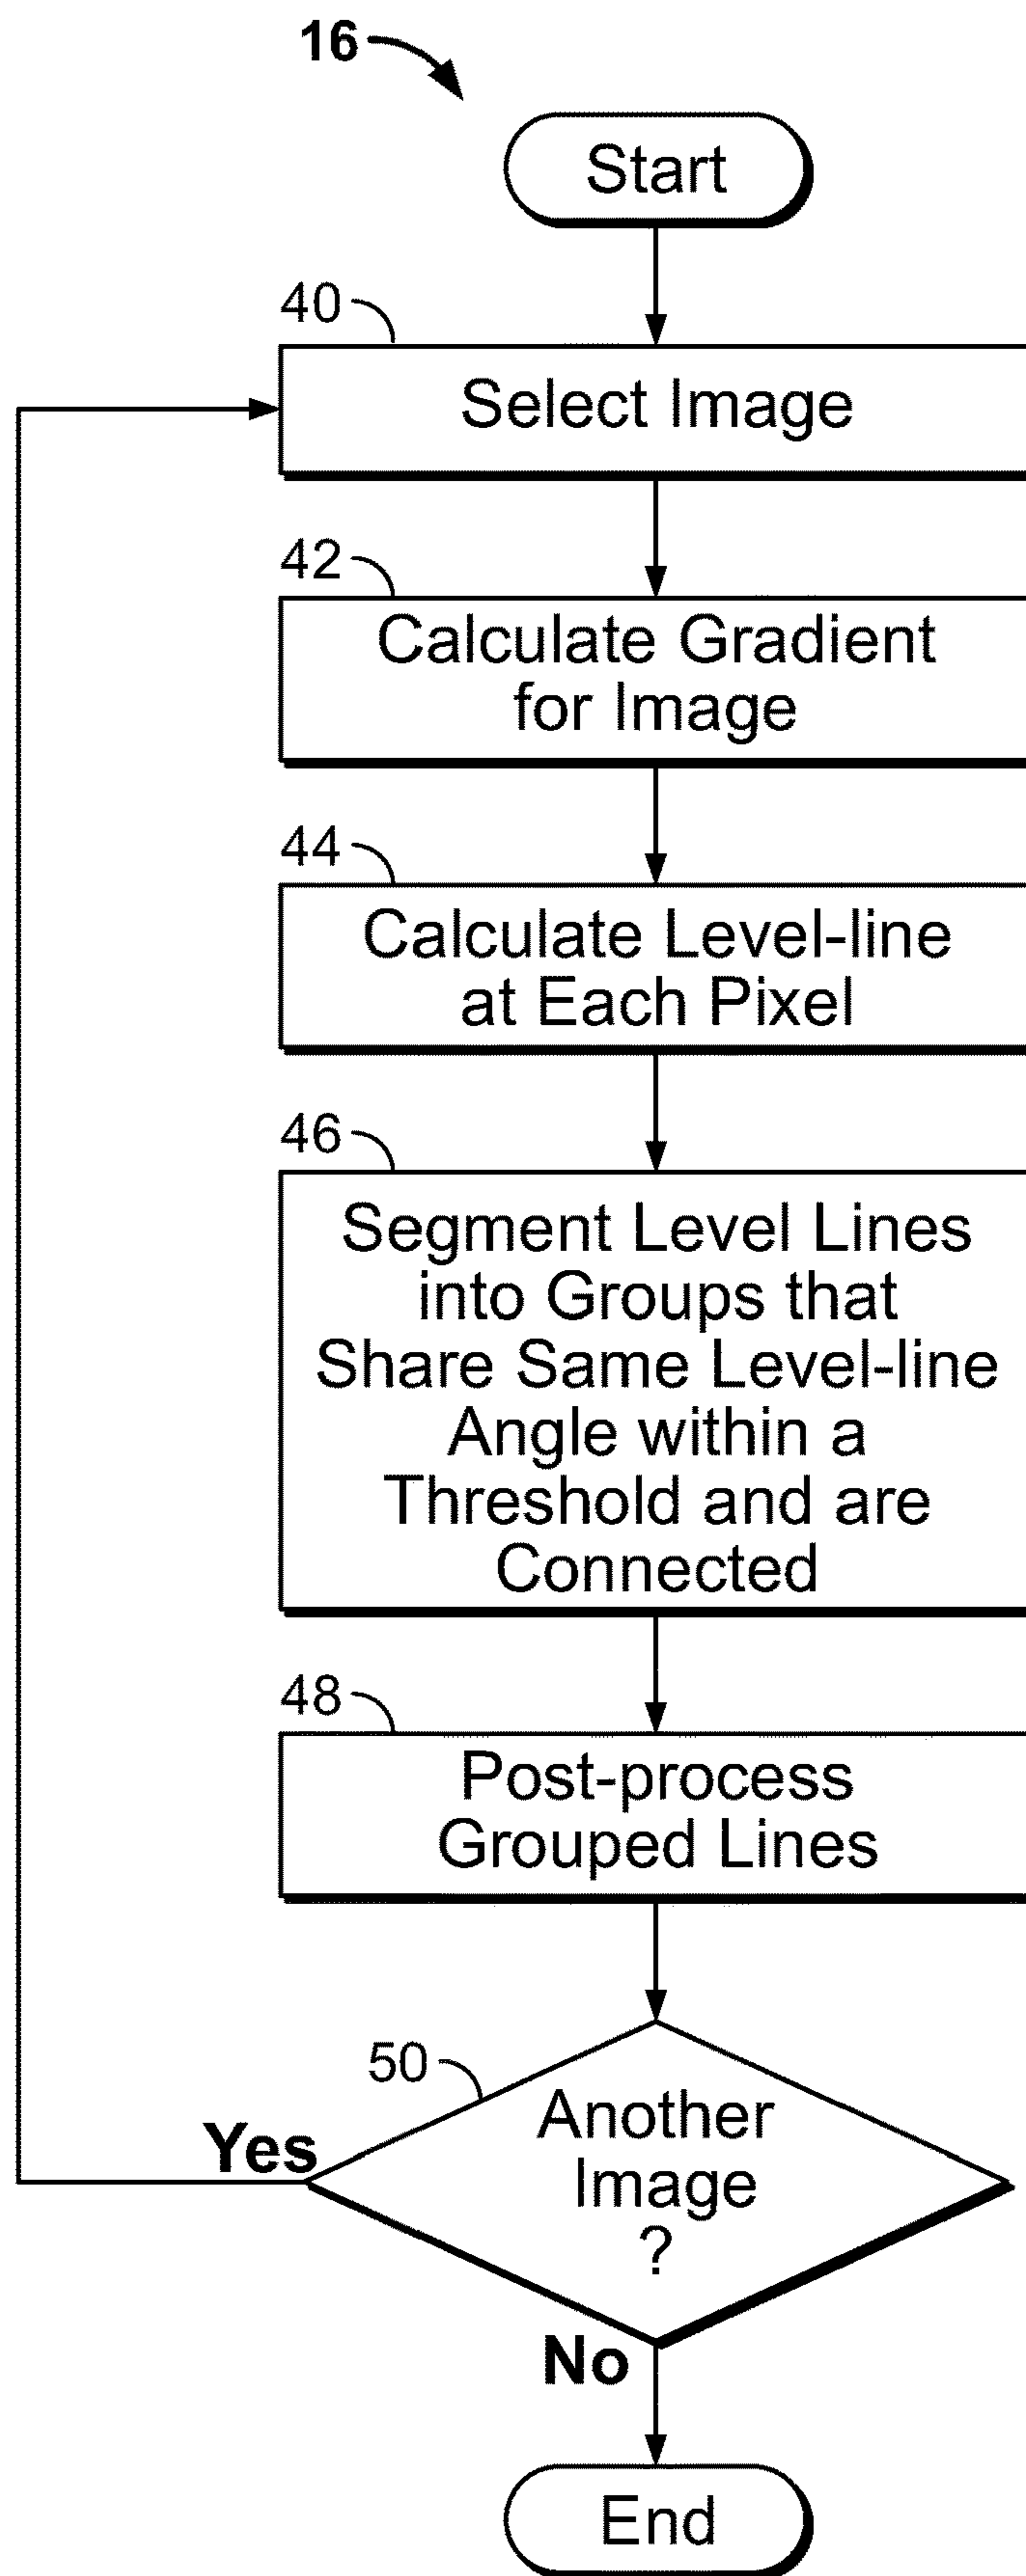 16
Start
40
Select Image
42
Calculate Gradient
for Image
44
Calculate Level-line
at Each Pixel
46
Segment Level Lines
into Groups that
Share Same Level-line
Angle within a
Threshold and are
Connected
48
Post-process
Grouped Lines
50
Another
Image
?
Yes
No
End